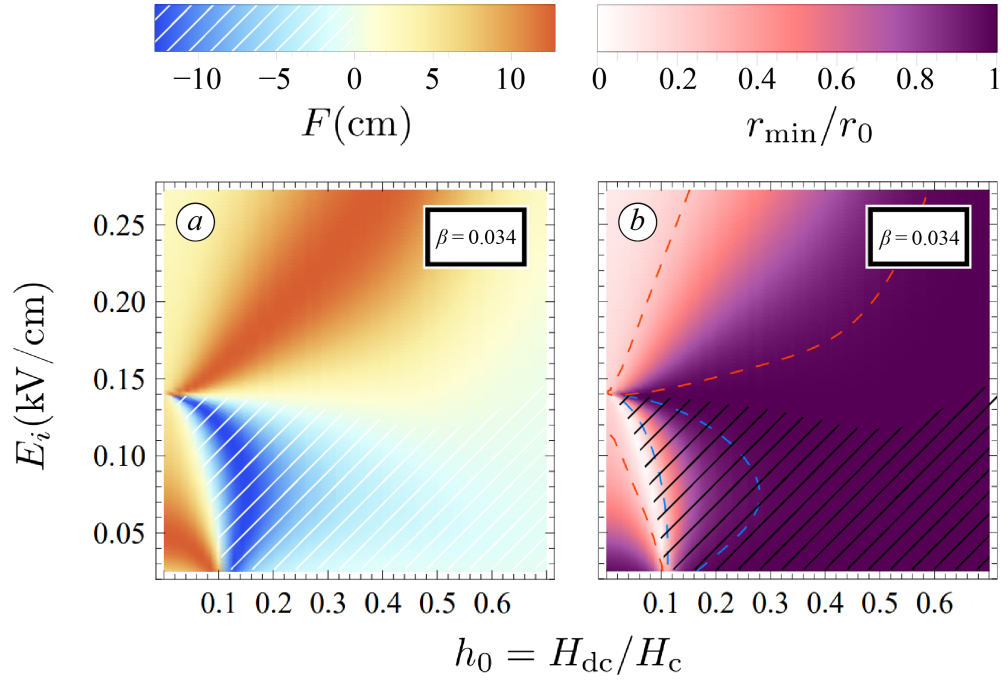 −10 −5 0 5 10
F(cm)
0 0.2 0.4 0.6 0.8 1
r_min/r_0
E_i(kV/cm)
0.25
0.20
0.15
0.10
0.05
a
β = 0.034
b
β = 0.034
0.1 0.2 0.3 0.4 0.5 0.6
0.1 0.2 0.3 0.4 0.5 0.6
h_0 = H_dc/H_c